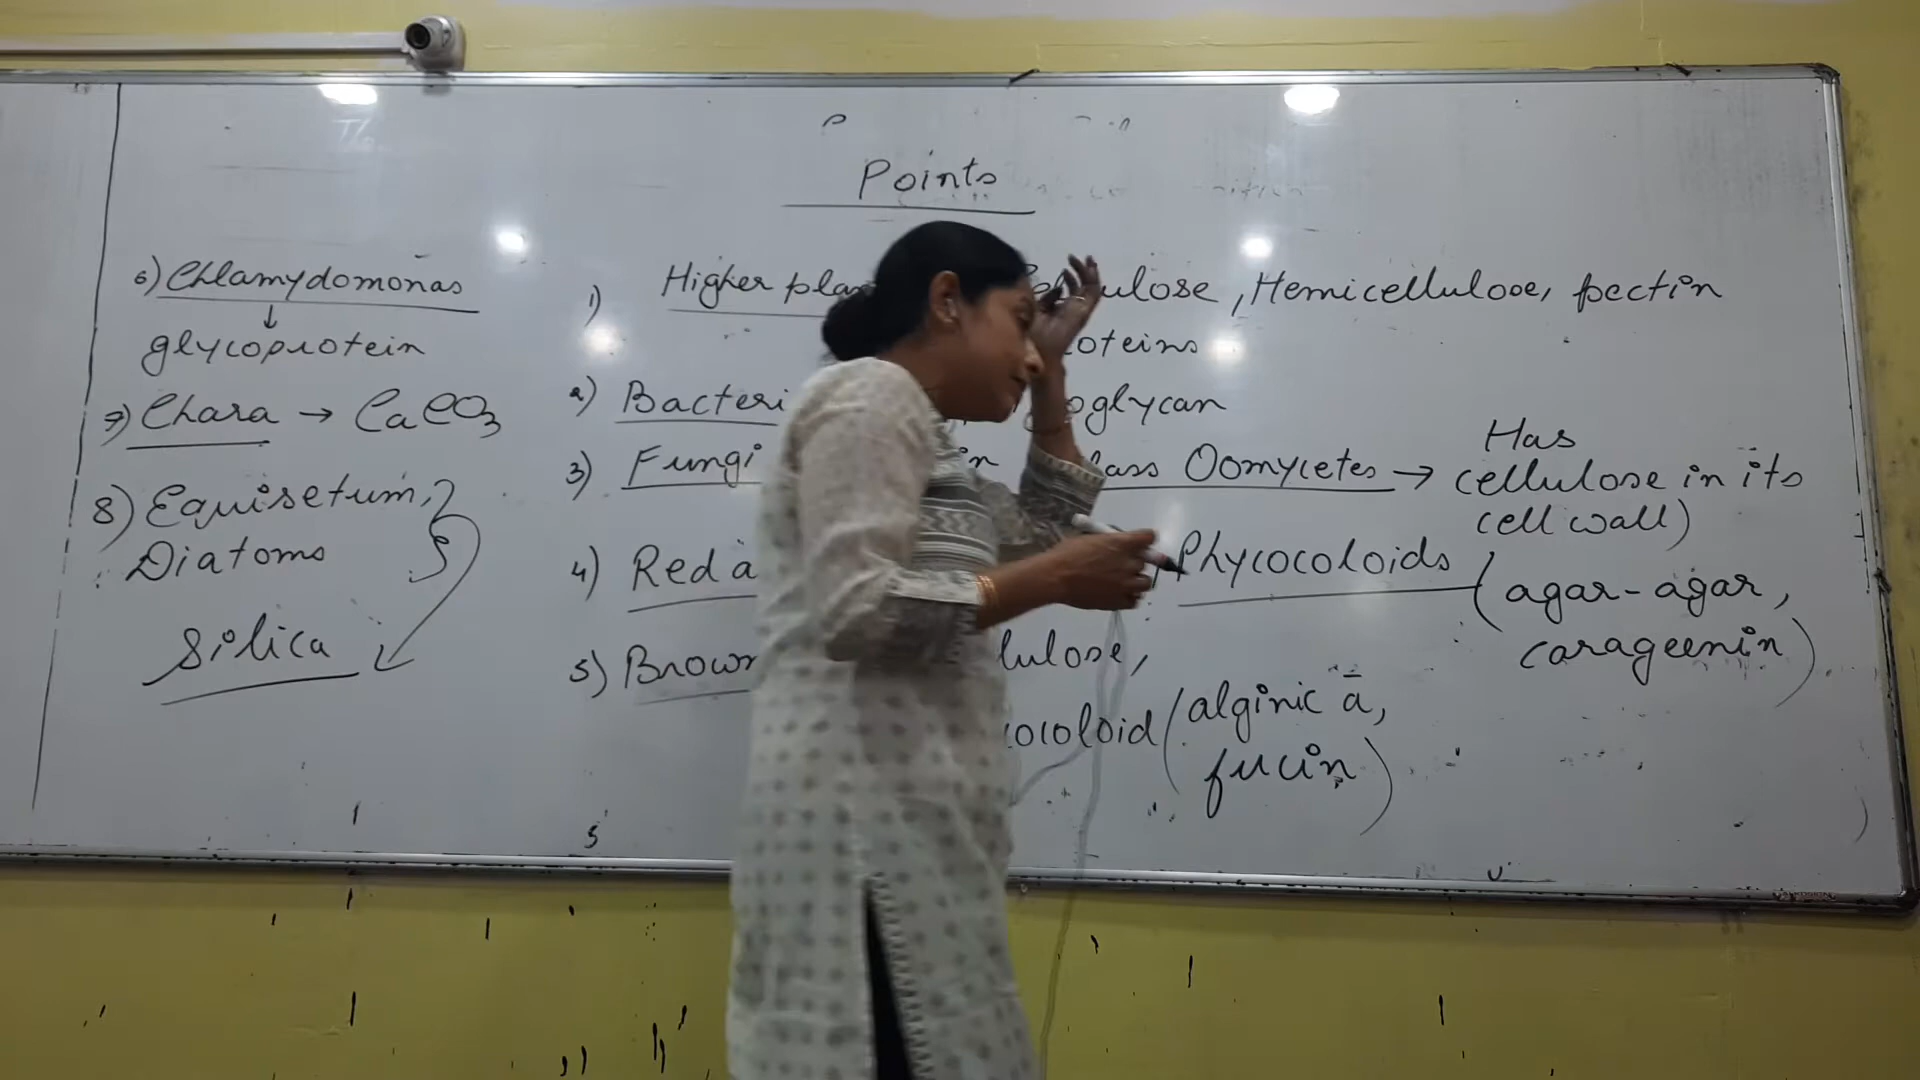 Points
1) Higher pla ulose, Hemicellulose, pectin
oteins
2) Bacteri oglycan
3) Fungi in lass Oomycetes → Has
cellulose in its
cell wall)
4) Red a , Phycocoloids (agar-agar,
carageenin)
5) Brown lulose,
ocoloid (alginic ā,
fucin)
6) Chlamydomonas
↓
glycoprotein
7) Chara → CaCO3
8) Equisetum,
Diatoms
Silica